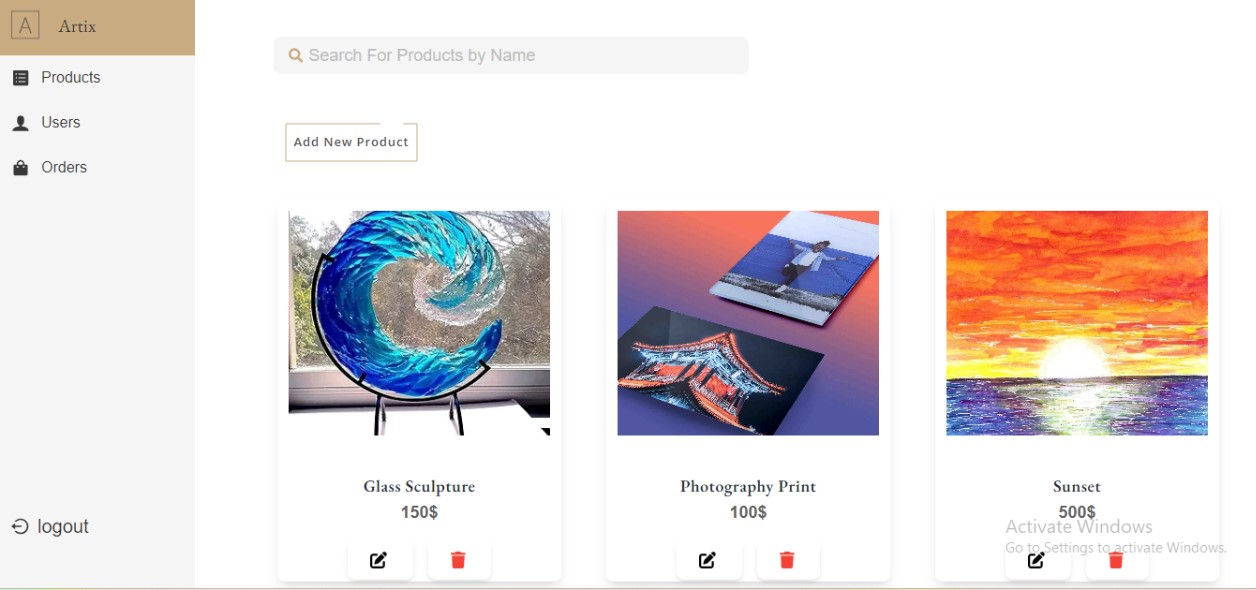 A
Artix
Products
Users
Orders
logout
Search For Products by Name
Add New Product
Glass Sculpture
150$
Photography Print
100$
Sunset
500$
Activate Windows
Go to Settings to activate Windows.